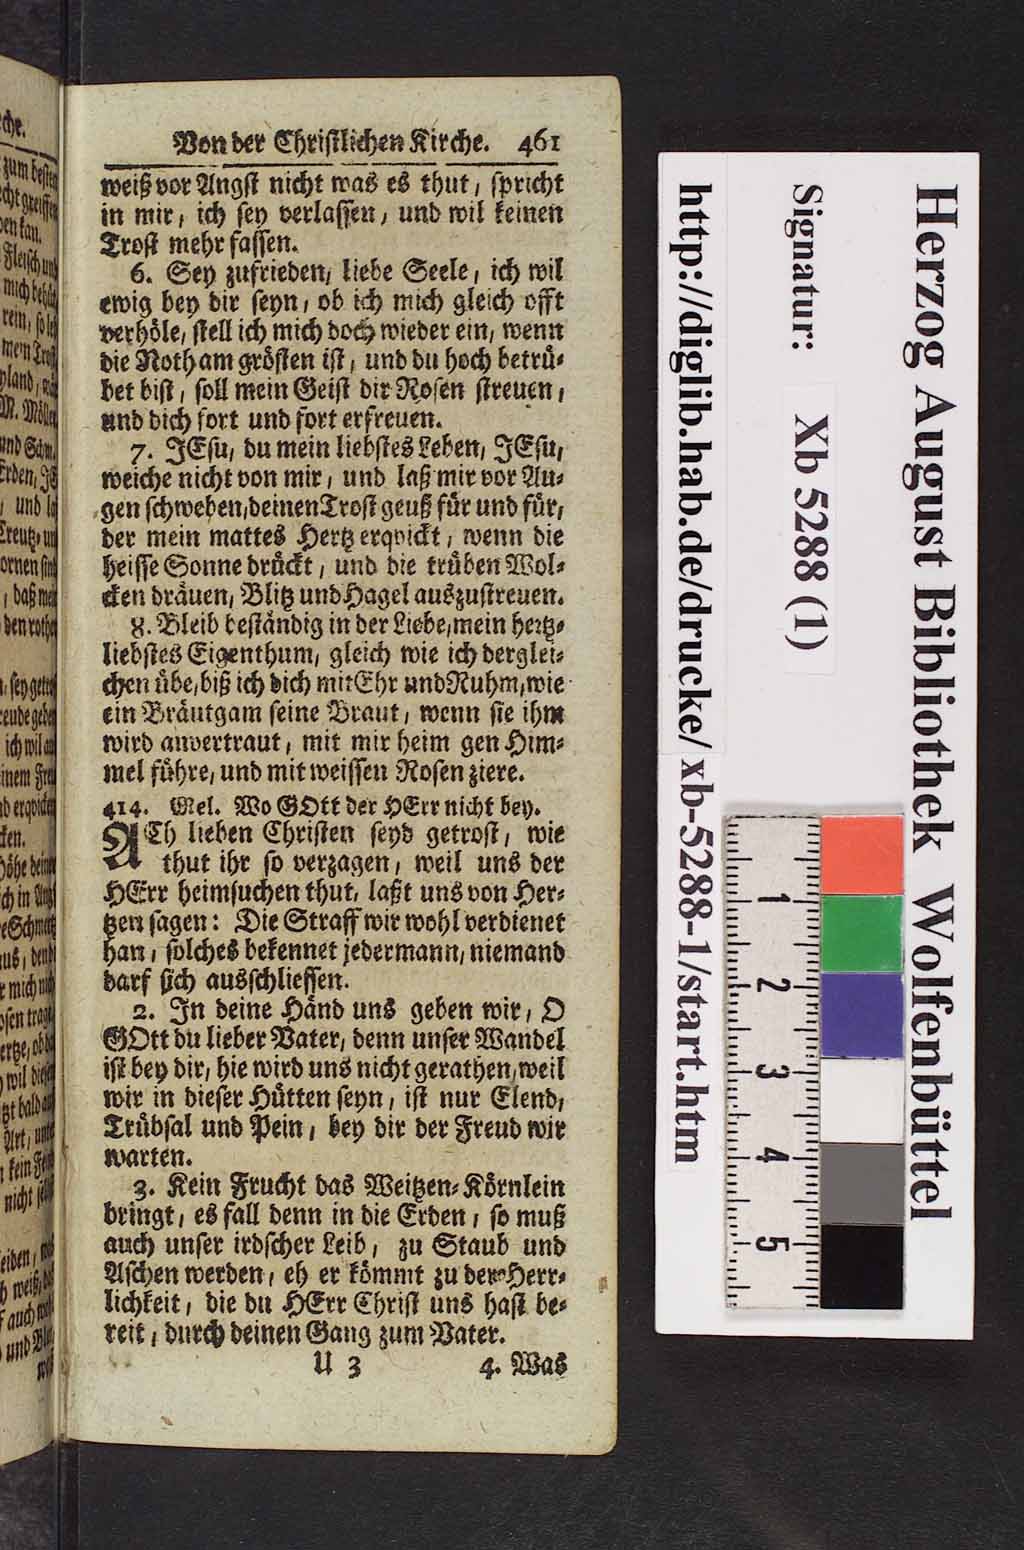 Von der Christlichen Kirche. 461
weiß vor Angst nicht was es thut, spricht
in mir, ich sey verlassen, und wil keinen
Trost mehr fassen.
6. Sey zufrieden, liebe Seele, ich wil
ewig bey dir seyn, ob ich mich gleich offt
verhöle, stell ich mich doch wieder ein, wenn
die Noth am grösten ist, und du hoch betrü-
bet bist, soll mein Geist dir Rosen streuen,
und dich fort und fort erfreuen.
7. JEsu, du mein liebstes Leben, JEsu,
weiche nicht von mir, und laß mir vor Au-
gen schweben, deinen Trost geuß für und für,
der mein mattes Hertz erqvickt, wenn die
heisse Sonne drückt, und die trüben Wol-
cken dräuen, Blitz und Hagel auszustreuen.
8. Bleib beständig in der Liebe, mein hertz-
liebstes Eigenthum, gleich wie ich derglei-
chen übe, biß ich dich mit Ehr und Ruhm, wie
ein Bräutgam seine Braut, wenn sie ihm
wird anvertraut, mit mir heim gen Him-
mel führe, und mit weissen Rosen ziere.
414. Mel. Wo GOtt der HErr nicht bey.
ACh lieben Christen seyd getrost, wie
thut ihr so verzagen, weil uns der
HErr heimsuchen thut, laßt uns von Her-
tzen sagen: Die Straff wir wohl verdienet
han, solches bekennet jedermann, niemand
darf sich ausschliessen.
2. In deine Händ uns geben wir, O
GOtt du lieber Vater, denn unser Wandel
ist bey dir, hie wird uns nicht gerathen, weil
wir in dieser Hütten seyn, ist nur Elend,
Trübsal und Pein, bey dir der Freud wir
warten.
3. Kein Frucht das Weitzen-Körnlein
bringt, es fall denn in die Erden, so muß
auch unser irdscher Leib, zu Staub und
Aschen werden, eh er kömmt zu der Herr-
lichkeit, die du HErr Christ uns hast be-
reit, durch deinen Gang zum Vater.
U 3 4. Was
Herzog August Bibliothek Wolfenbüttel
Signatur: Xb 5288 (1)
http://diglib.hab.de/drucke/xb-5288-1/start.htm
1
2
3
4
5